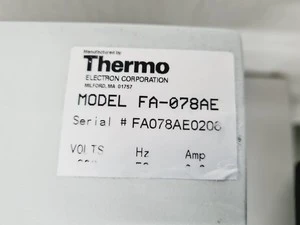 Manufactured by
Thermo
ELECTRON CORPORATION
MILFORD, MA 01757
MODEL FA-078AE
Serial # FA078AE0208
VOLTS Hz Amp